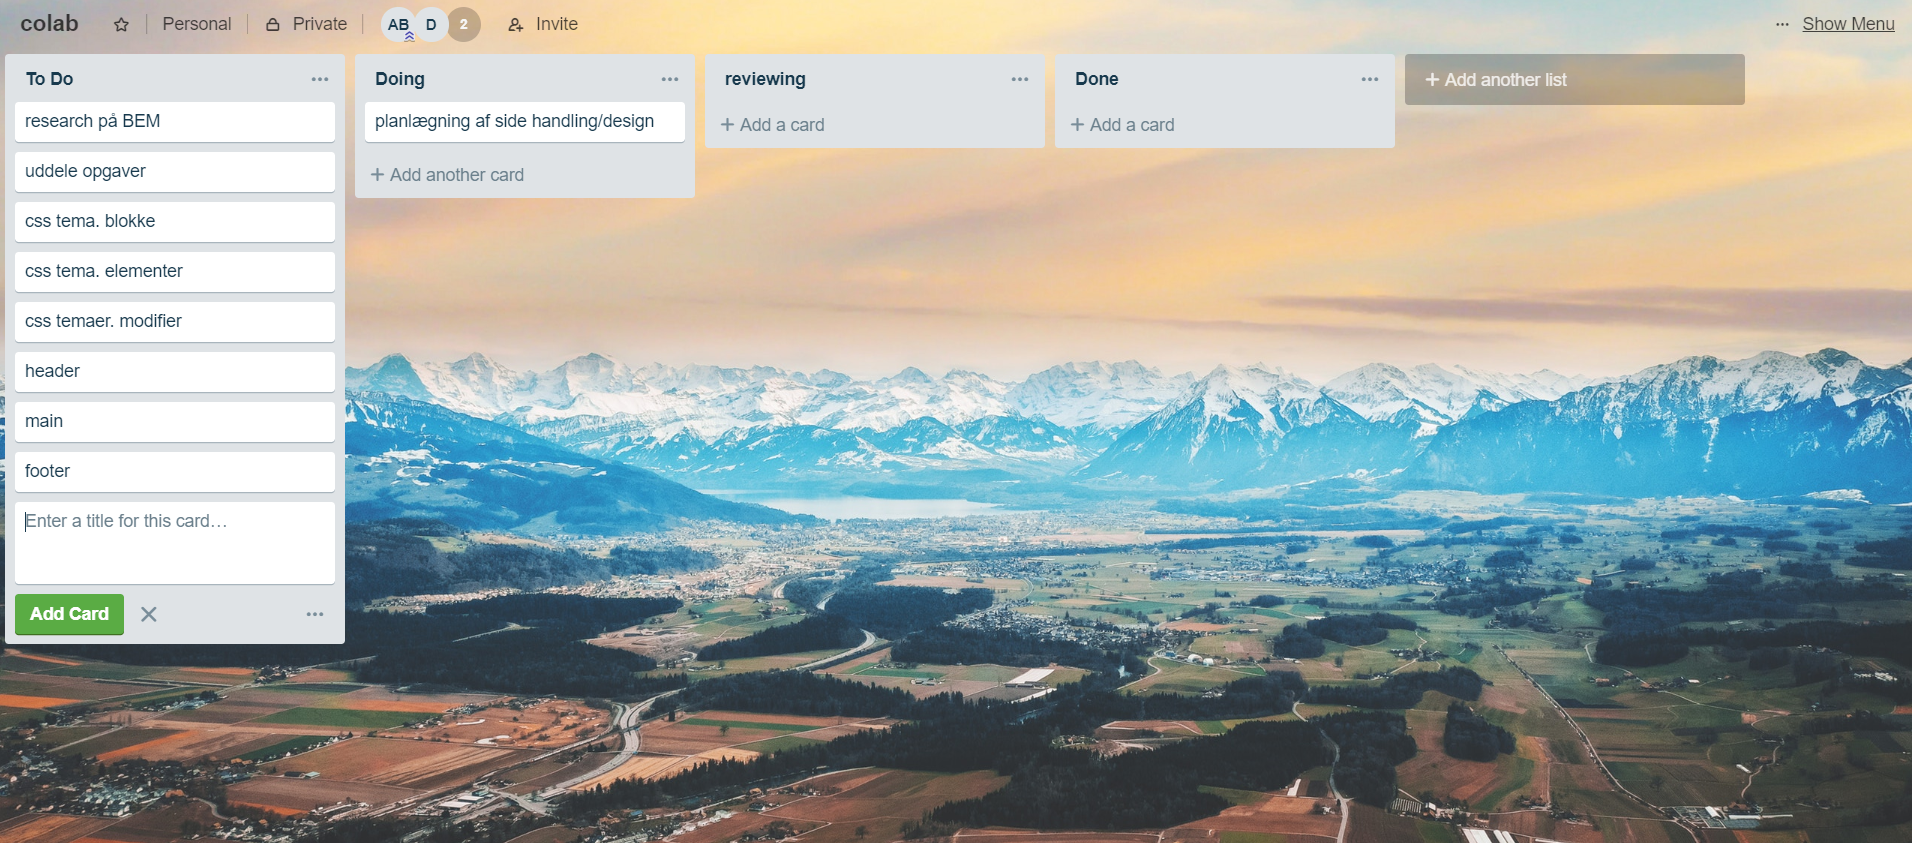 colab Personal Private AB D 2 Invite ... Show Menu
To Do
research på BEM
uddele opgaver
css tema. blokke
css tema. elementer
css temaer. modifier
header
main
footer
Enter a title for this card…
Add Card
Doing
planlægning af side handling/design
+ Add another card
reviewing
+ Add a card
Done
+ Add a card
+ Add another list